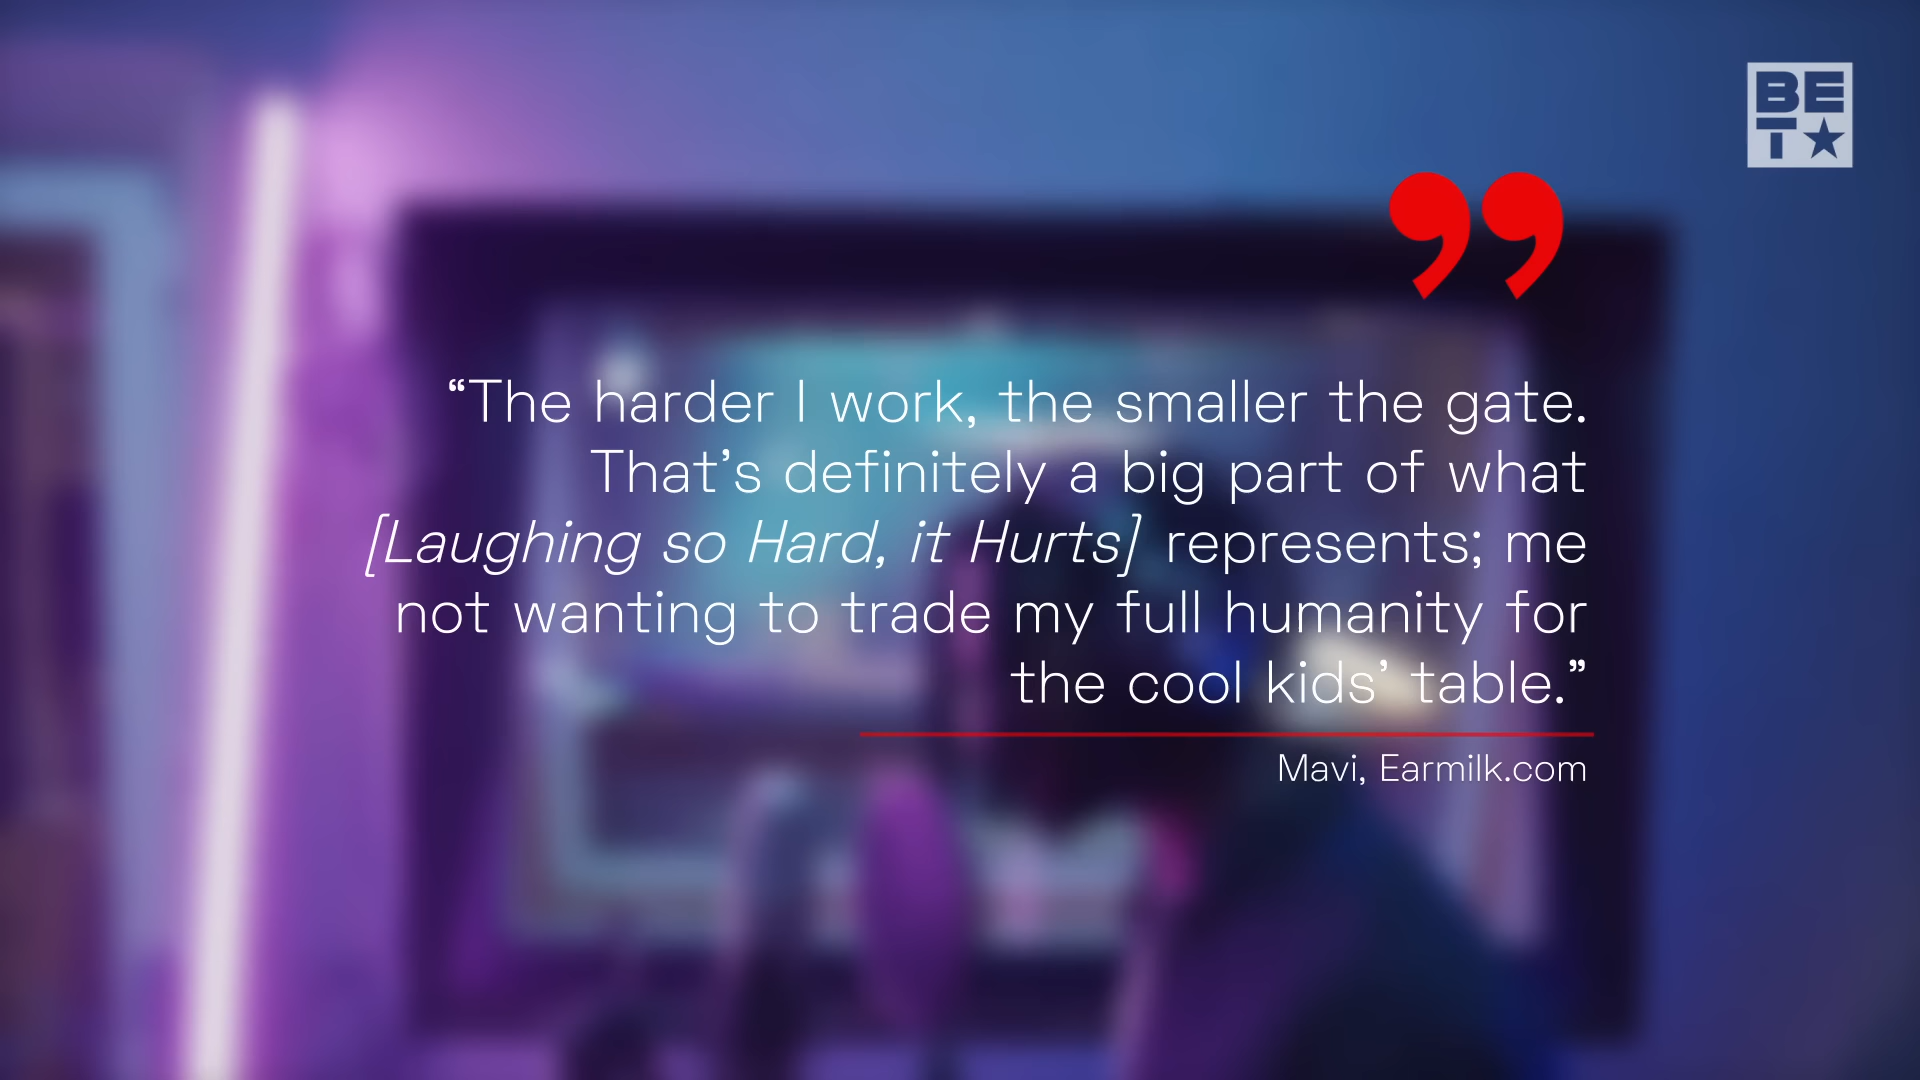 BE
T★
“The harder I work, the smaller the gate.
That’s definitely a big part of what
[Laughing so Hard, it Hurts] represents; me
not wanting to trade my full humanity for
the cool kids’ table.”
Mavi, Earmilk.com